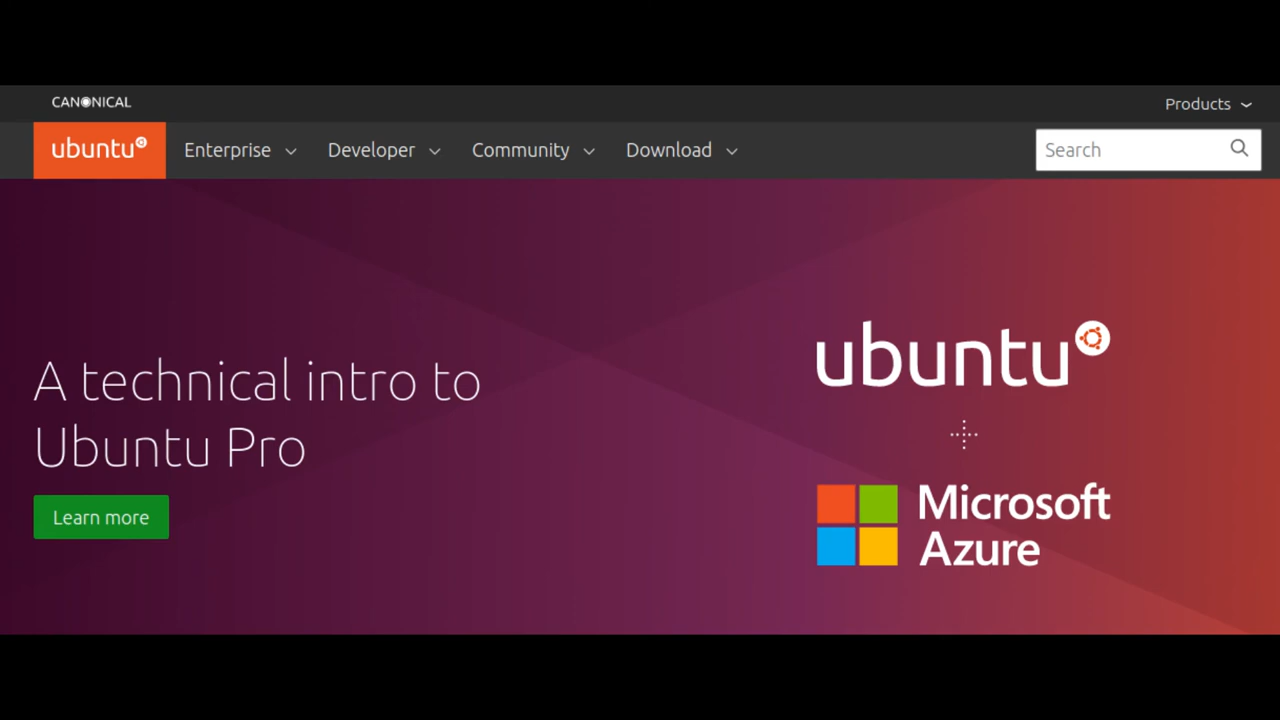 CANONICAL
Products
ubuntu
Enterprise
Developer
Community
Download
Search
A technical intro to
Ubuntu Pro
Learn more
ubuntu
Microsoft
Azure